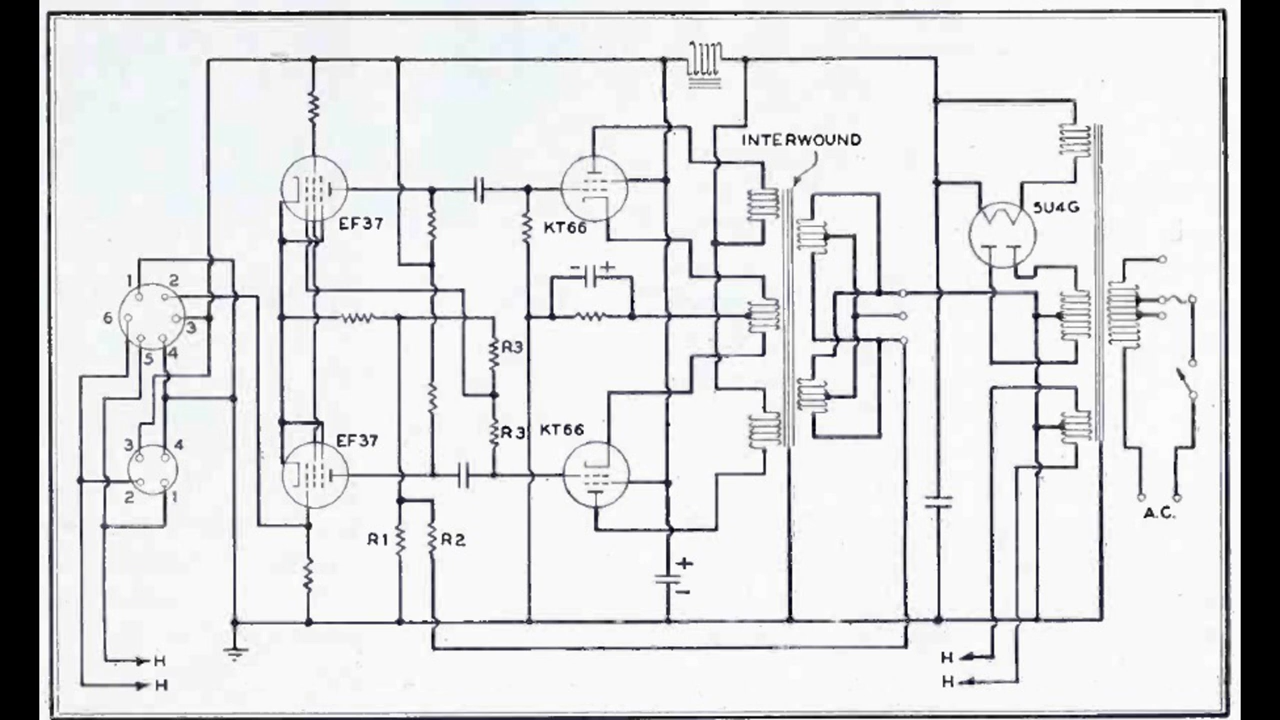 INTERWOUND
5U4G
EF37
KT66
1 2
6 3
5 4
R3
EF37
KT66
R3
3 4
2 1
R1 R2
- +
+
-
A.C.
H
H
H
H